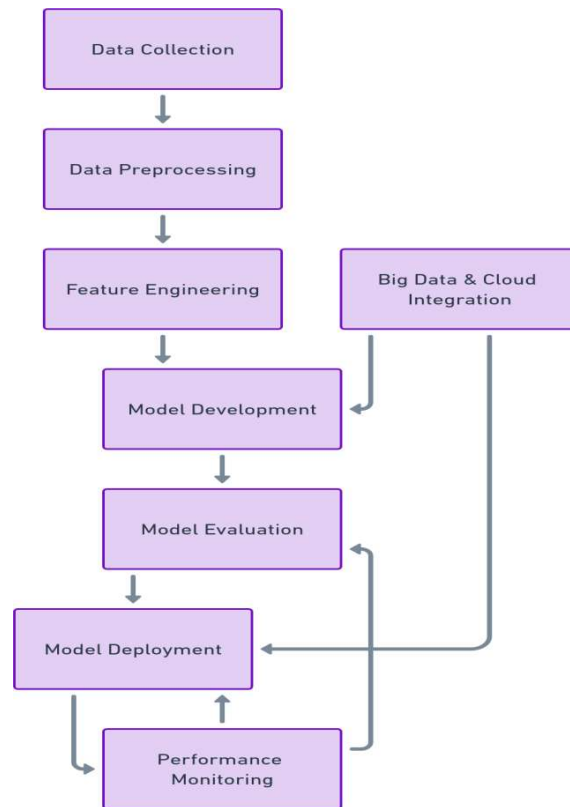 Data Collection
Data Preprocessing
Feature Engineering
Big Data & Cloud
Integration
Model Development
Model Evaluation
Model Deployment
Performance
Monitoring